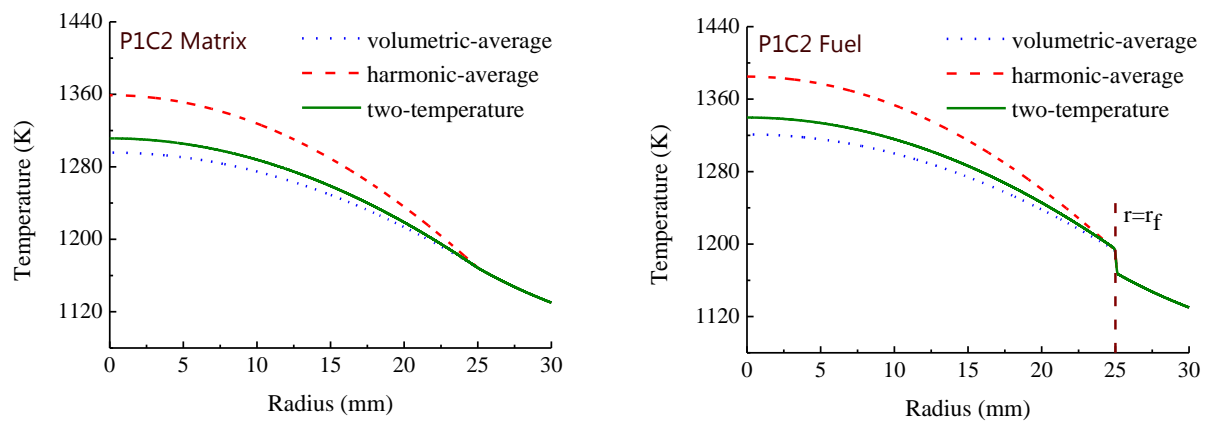 P1C2 Matrix
volumetric-average
harmonic-average
two-temperature
1440
1360
1280
1200
1120
Temperature (K)
0 5 10 15 20 25 30
Radius (mm)
P1C2 Fuel
volumetric-average
harmonic-average
two-temperature
r=rf
1440
1360
1280
1200
1120
Temperature (K)
0 5 10 15 20 25 30
Radius (mm)